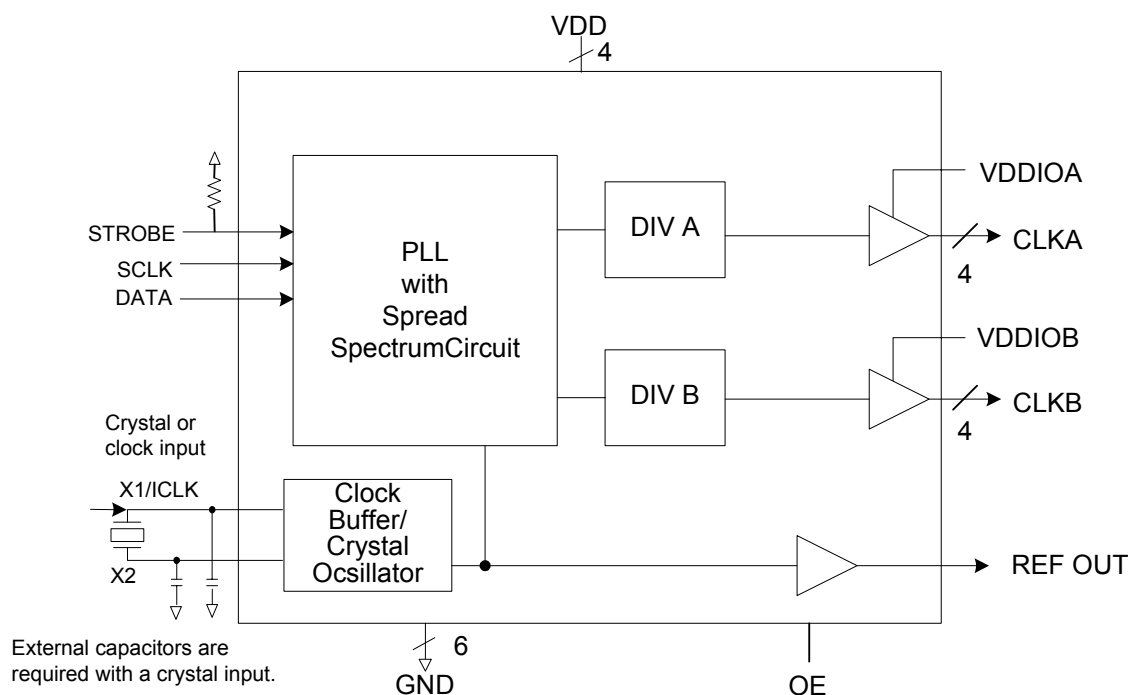 VDD
4
VDDIOA
STROBE
SCLK
DATA
PLL
with
Spread
SpectrumCircuit
DIV A
CLKA
4
VDDIOB
DIV B
CLKB
4
Crystal or
clock input
X1/ICLK
X2
Clock
Buffer/
Crystal
Ocsillator
REF OUT
External capacitors are
required with a crystal input.
6
GND
OE